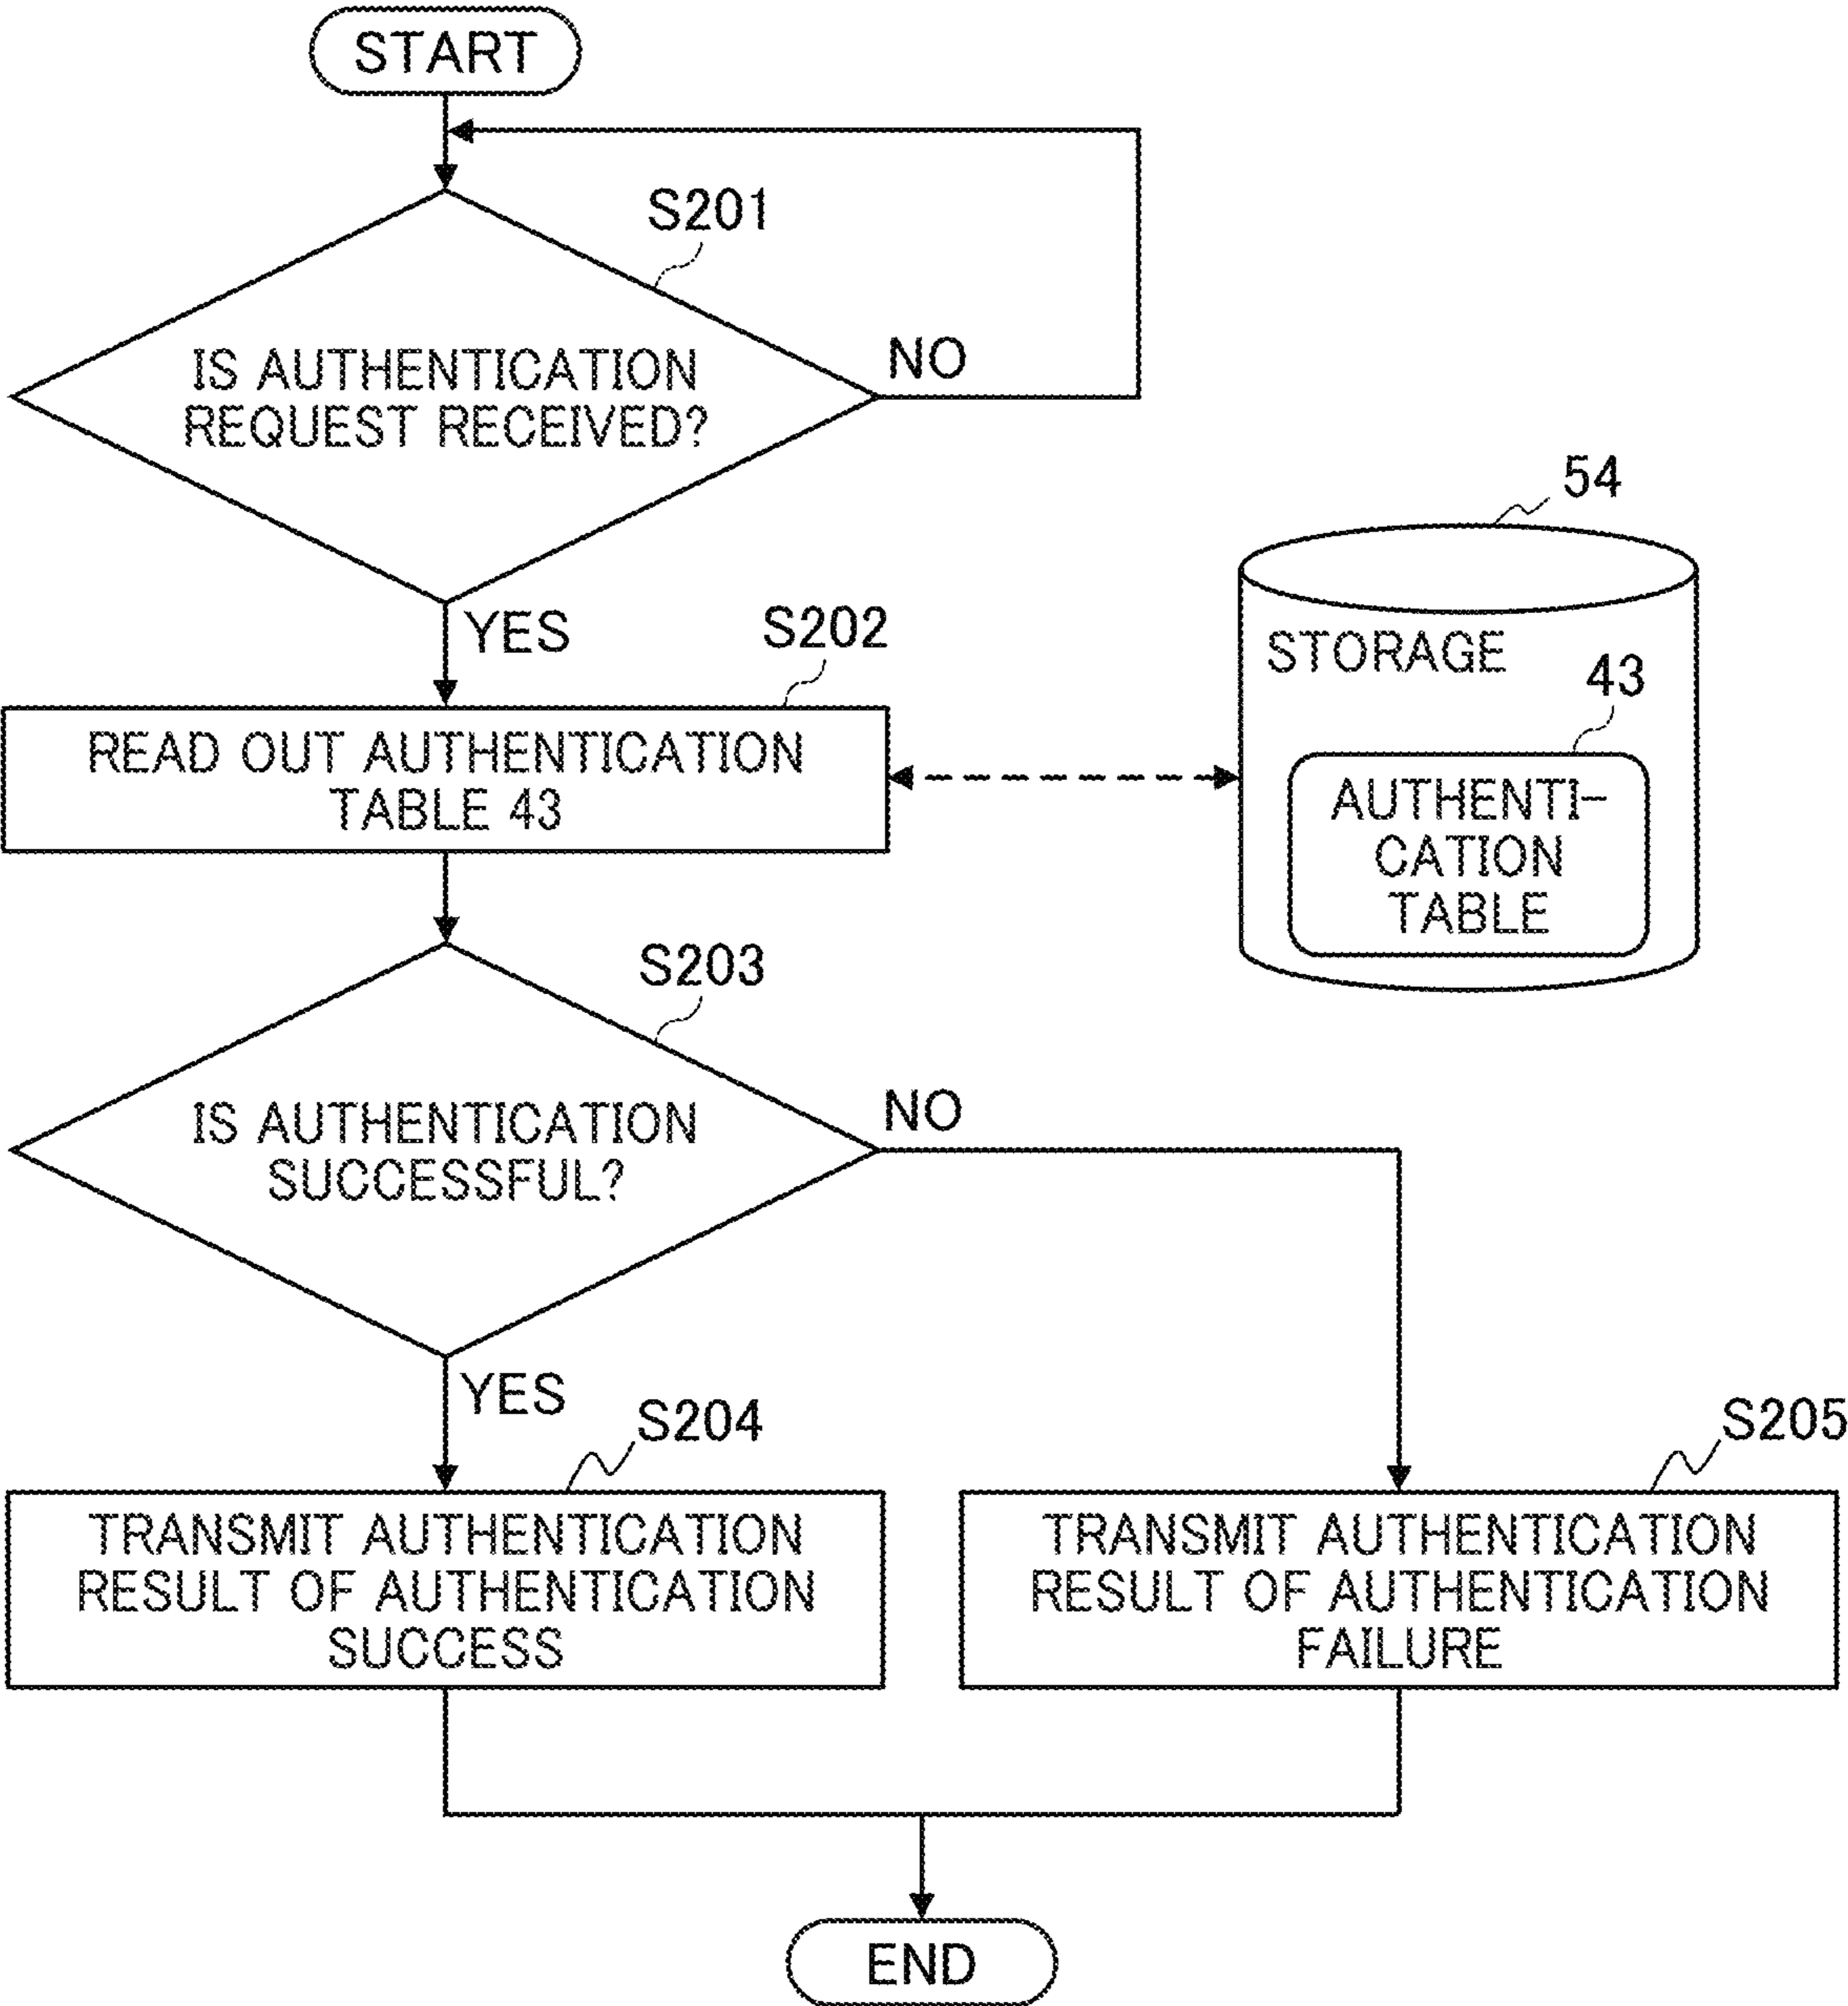 START
S201
IS AUTHENTICATION
REQUEST RECEIVED?
NO
YES
54
STORAGE
43
AUTHENTI-
CATION
TABLE
S202
READ OUT AUTHENTICATION
TABLE 43
S203
IS AUTHENTICATION
SUCCESSFUL?
NO
YES
S204
TRANSMIT AUTHENTICATION
RESULT OF AUTHENTICATION
SUCCESS
S205
TRANSMIT AUTHENTICATION
RESULT OF AUTHENTICATION
FAILURE
END